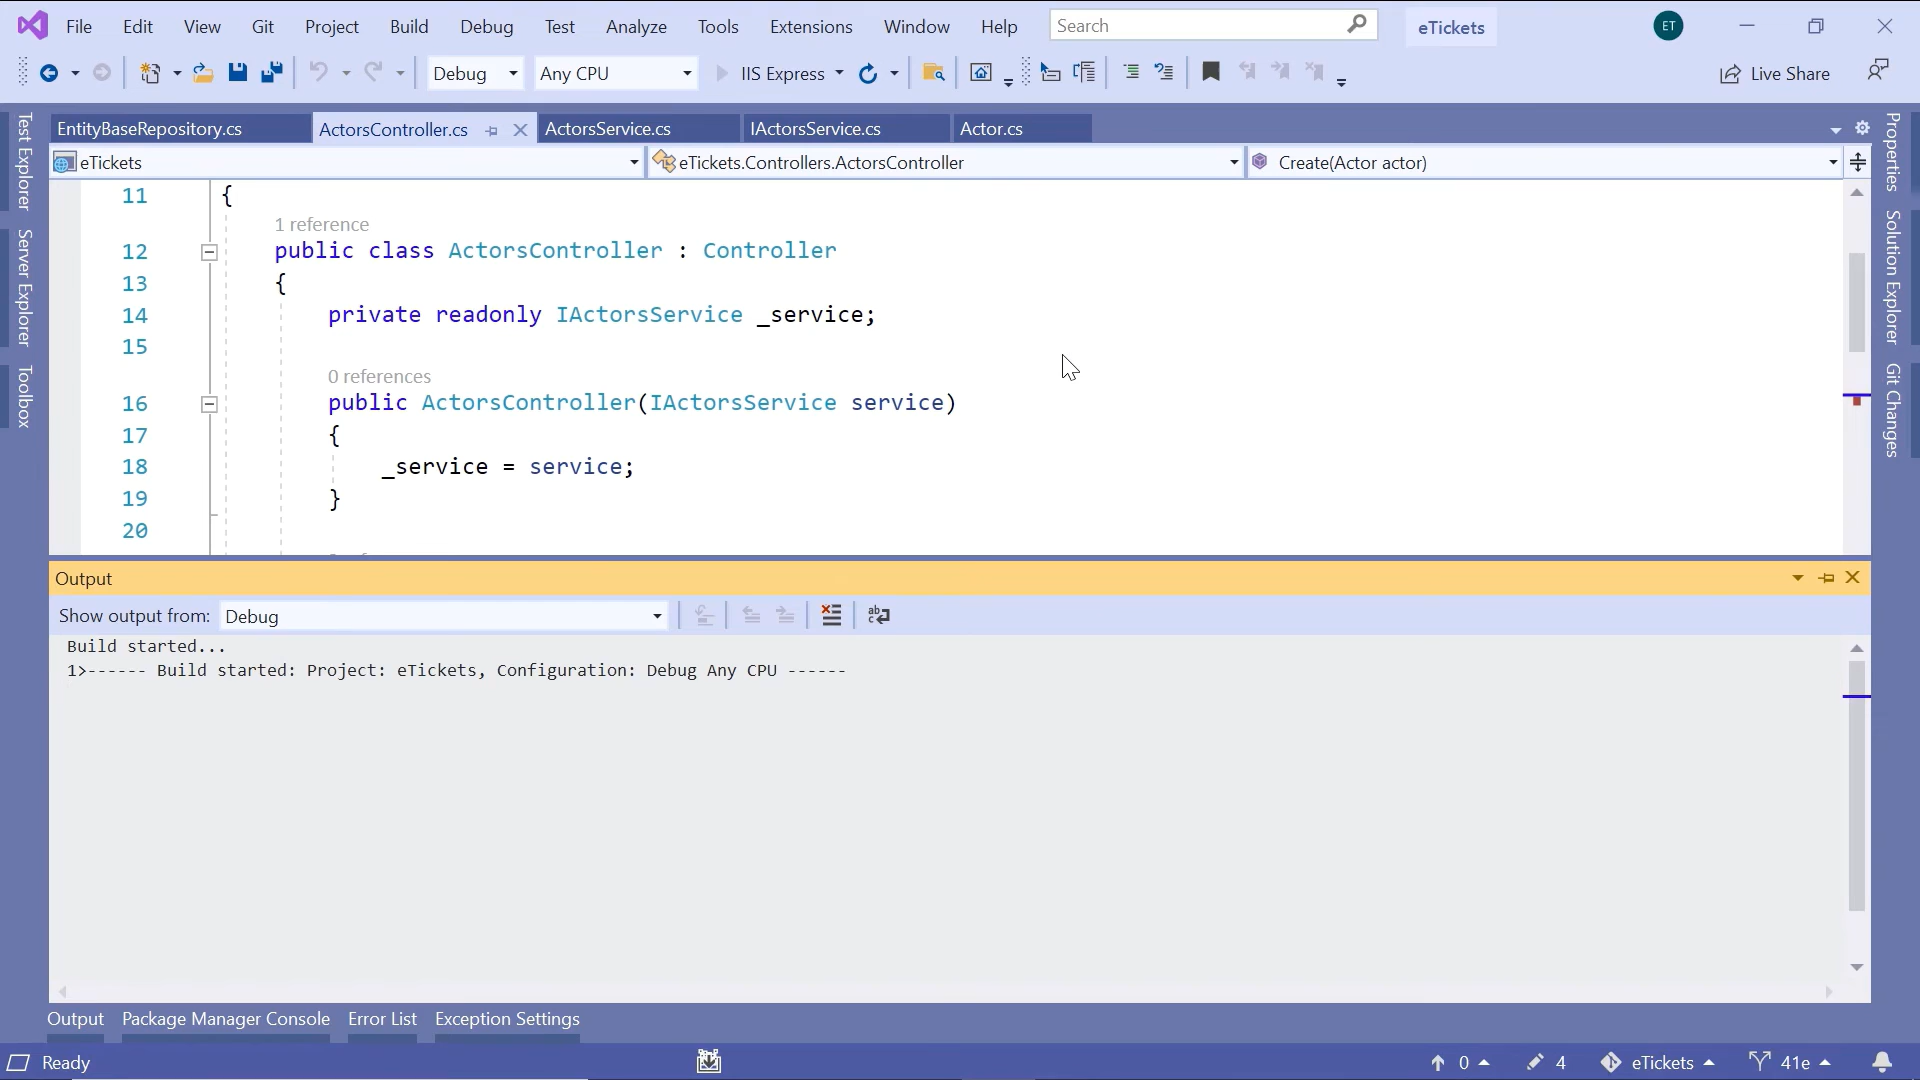 File Edit View Git Project Build Debug Test Analyze Tools Extensions Window Help Search eTickets ET
Debug Any CPU IIS Express Live Share
EntityBaseRepository.cs ActorsController.cs ActorsService.cs IActorsService.cs Actor.cs
eTickets eTickets.Controllers.ActorsController Create(Actor actor)
Test Explorer
Server Explorer
Toolbox
11 {
1 reference
12 public class ActorsController : Controller
13 {
14 private readonly IActorsService _service;
15
0 references
16 public ActorsController(IActorsService service)
17 {
18 _service = service;
19 }
20
Properties
Solution Explorer
Git Changes
Output
Show output from: Debug
Build started...
1>------ Build started: Project: eTickets, Configuration: Debug Any CPU ------
Output Package Manager Console Error List Exception Settings
Ready 0 4 eTickets 41e